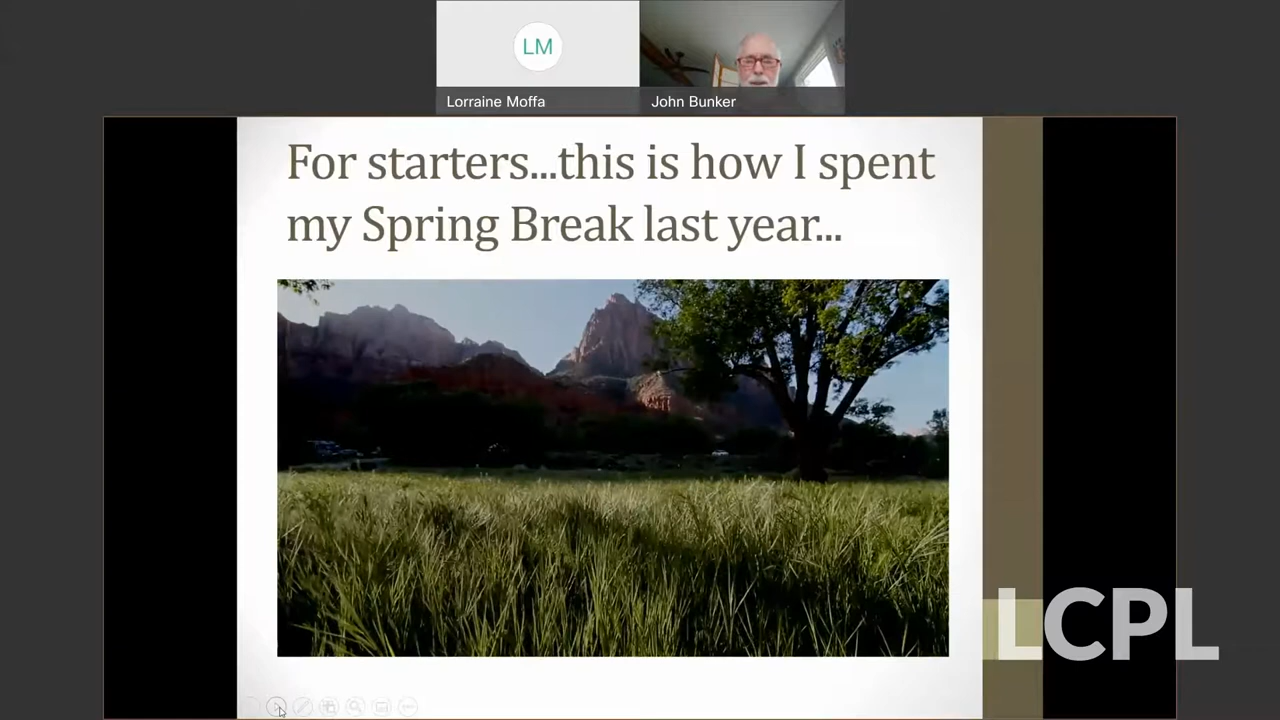 LM
Lorraine Moffa
John Bunker
For starters...this is how I spent
my Spring Break last year...
LCPL